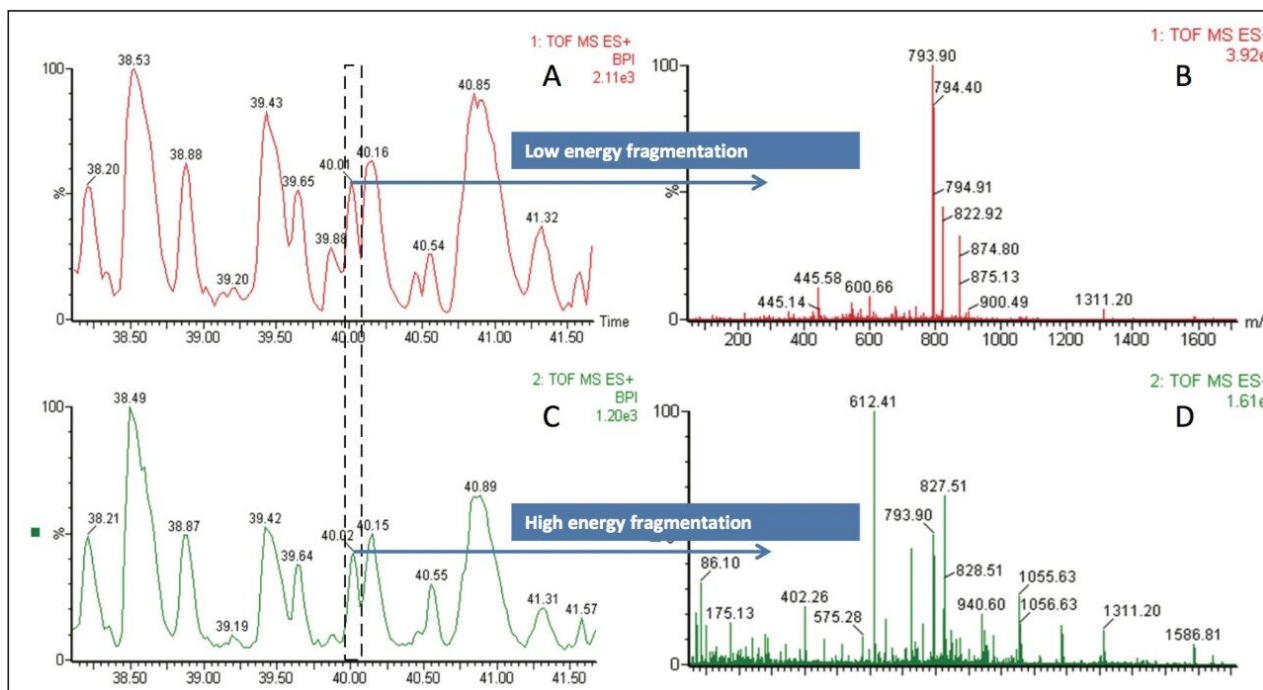 1: TOF MS ES+
BPI
2.11e3
A
100
%
0
38.20
38.53
38.88
39.20
39.43
39.65
39.88
40.01
40.16
40.54
40.85
41.32
Low energy fragmentation
Time
38.50 39.00 39.50 40.00 40.50 41.00 41.50
1: TOF MS ES+
3.92e
B
100
%
0
793.90
794.40
794.91
822.92
874.80
875.13
900.49
445.58
445.14
600.66
1311.20
m/
200 400 600 800 1000 1200 1400 1600
2: TOF MS ES+
BPI
1.20e3
C
100
%
0
38.21
38.49
38.87
39.19
39.42
39.64
40.02
40.15
40.55
40.89
41.31
41.57
High energy fragmentation
38.50 39.00 39.50 40.00 40.50 41.00 41.50
2: TOF MS ES+
1.61e
D
100
0
612.41
827.51
793.90
828.51
86.10
175.13
402.26
575.28
940.60
1055.63
1056.63
1311.20
1586.81
200 400 600 800 1000 1200 1400 1600